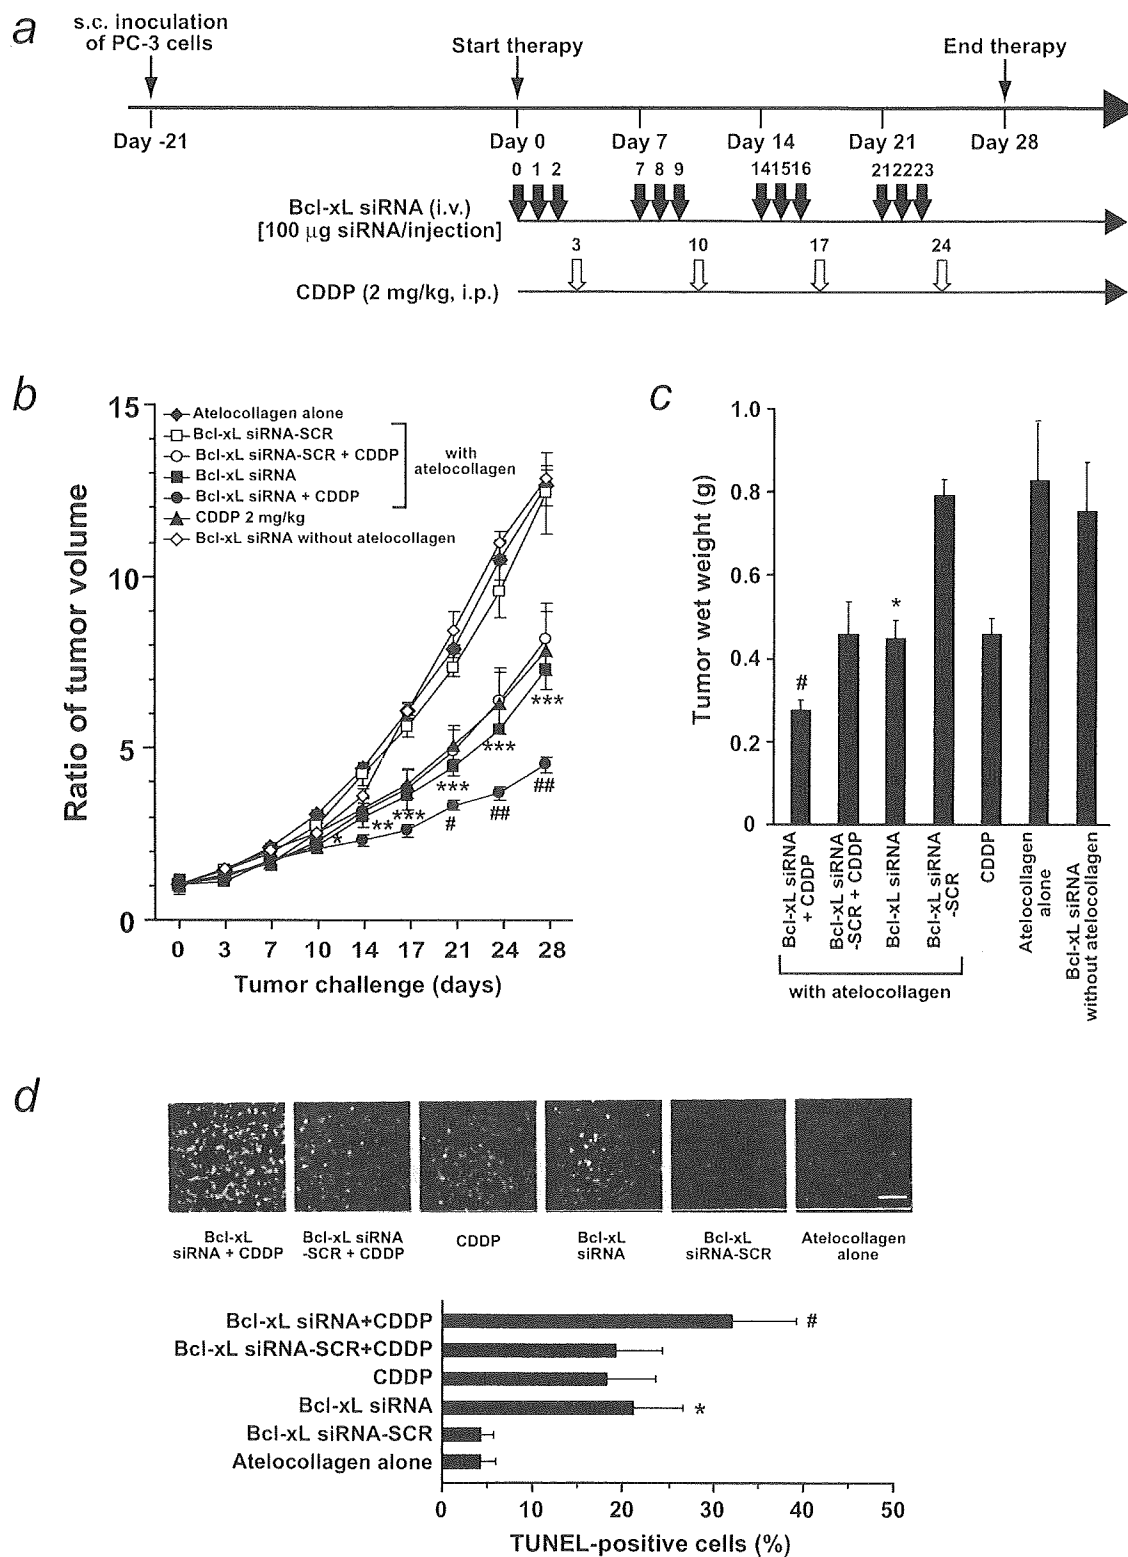 a
s.c. inoculation
of PC-3 cells
Start therapy
End therapy
Day -21
Day 0
Day 7
Day 14
Day 21
Day 28
0 1 2
7 8 9
14 15 16
21 22 23
Bcl-xL siRNA (i.v.)
[100 μg siRNA/injection]
3
10
17
24
CDDP (2 mg/kg, i.p.)
b
Ratio of tumor volume
15
10
5
0
Atelocollagen alone
Bcl-xL siRNA-SCR
Bcl-xL siRNA-SCR + CDDP
Bcl-xL siRNA
Bcl-xL siRNA + CDDP
CDDP 2 mg/kg
Bcl-xL siRNA without atelocollagen
with
atelocollagen
*
**
***
***
***
***
#
##
##
0 3 7 10 14 17 21 24 28
Tumor challenge (days)
c
Tumor wet weight (g)
1.0
0.8
0.6
0.4
0.2
0
#
*
Bcl-xL siRNA
+ CDDP
Bcl-xL siRNA
-SCR + CDDP
Bcl-xL siRNA
Bcl-xL siRNA
-SCR
CDDP
Atelocollagen
alone
Bcl-xL siRNA
without atelocollagen
with atelocollagen
d
Bcl-xL
siRNA + CDDP
Bcl-xL siRNA
-SCR + CDDP
CDDP
Bcl-xL
siRNA
Bcl-xL
siRNA-SCR
Atelocollagen
alone
Bcl-xL siRNA+CDDP
#
Bcl-xL siRNA-SCR+CDDP
CDDP
Bcl-xL siRNA
*
Bcl-xL siRNA-SCR
Atelocollagen alone
0 10 20 30 40 50
TUNEL-positive cells (%)